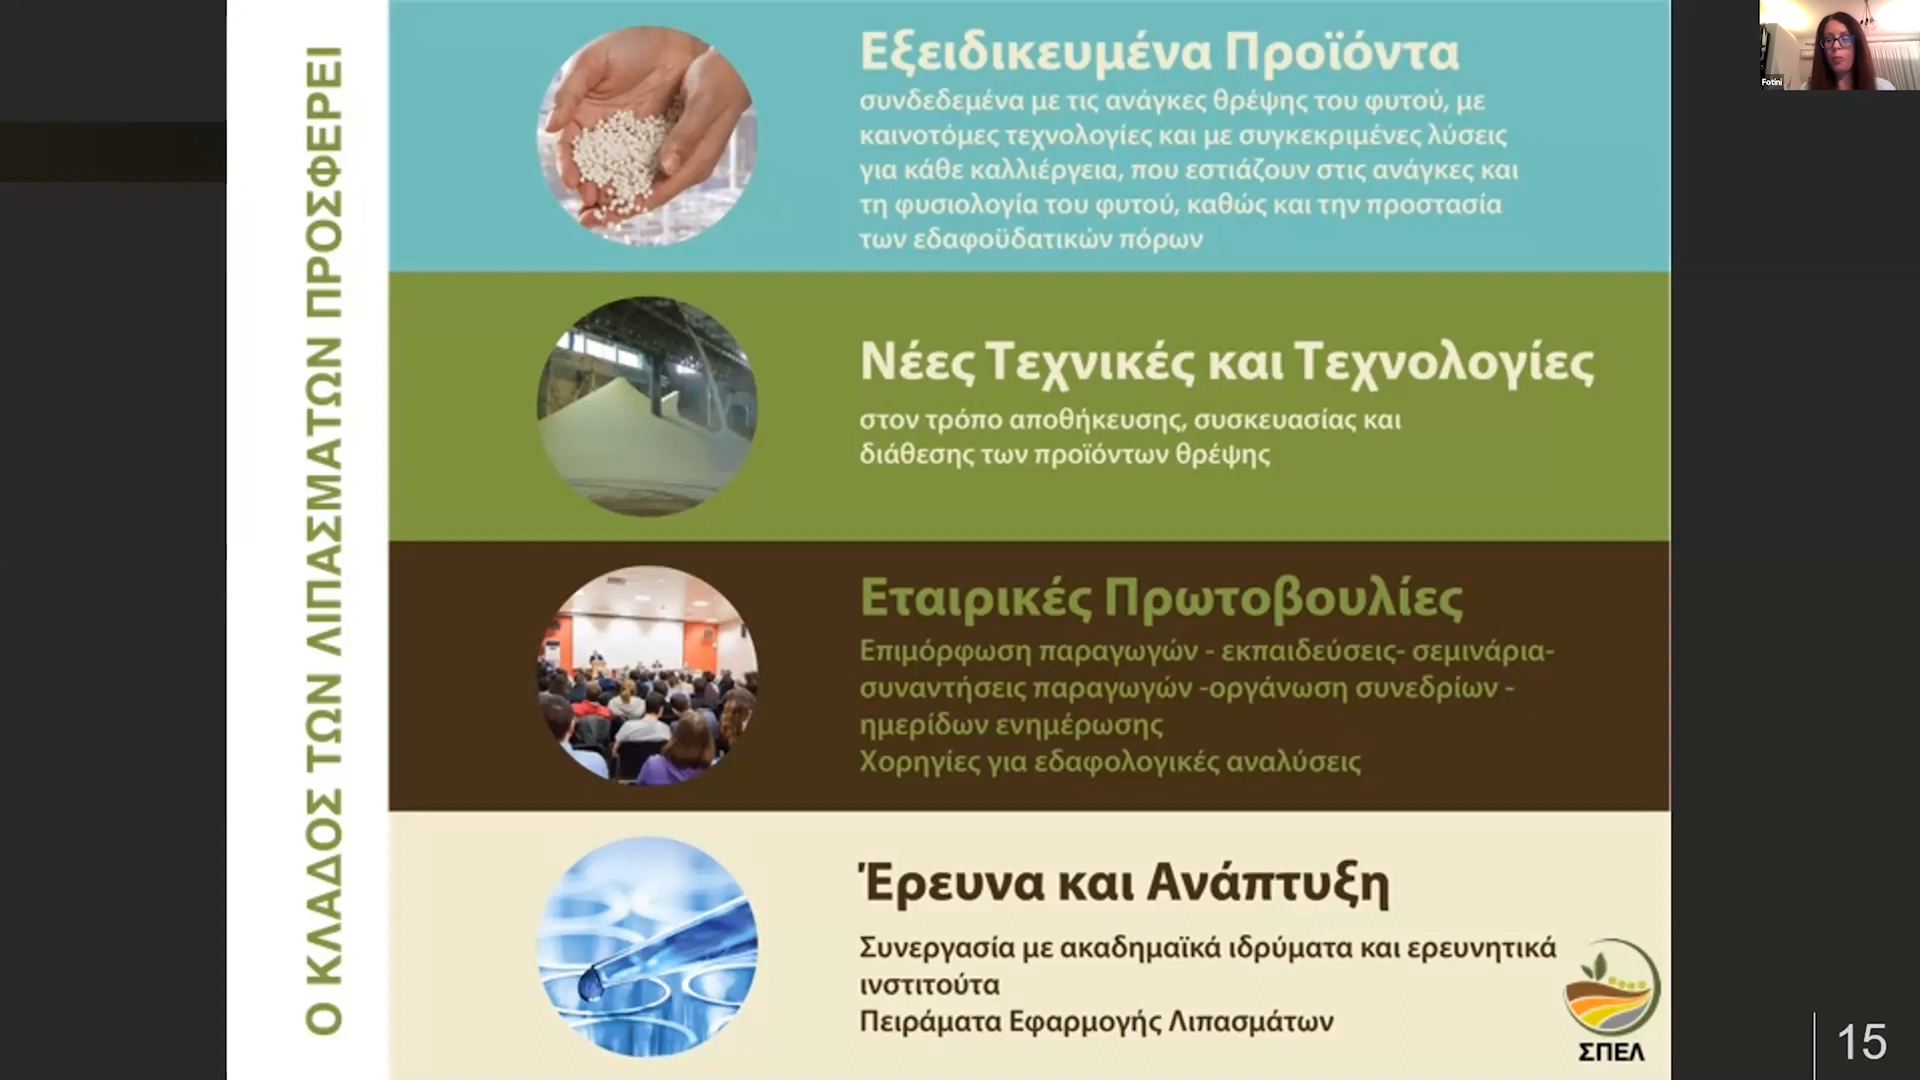 Ο ΚΛΑΔΟΣ ΤΩΝ ΛΙΠΑΣΜΑΤΩΝ ΠΡΟΣΦΕΡΕΙ
Εξειδικευμένα Προϊόντα
συνδεδεμένα με τις ανάγκες θρέψης του φυτού, με
καινοτόμες τεχνολογίες και με συγκεκριμένες λύσεις
για κάθε καλλιέργεια, που εστιάζουν στις ανάγκες και
τη φυσιολογία του φυτού, καθώς και την προστασία
των εδαφοϋδατικών πόρων
Νέες Τεχνικές και Τεχνολογίες
στον τρόπο αποθήκευσης, συσκευασίας και
διάθεσης των προϊόντων θρέψης
Εταιρικές Πρωτοβουλίες
Επιμόρφωση παραγωγών - εκπαιδεύσεις- σεμινάρια-
συναντήσεις παραγωγών -οργάνωση συνεδρίων -
ημερίδων ενημέρωσης
Χορηγίες για εδαφολογικές αναλύσεις
Έρευνα και Ανάπτυξη
Συνεργασία με ακαδημαϊκά ιδρύματα και ερευνητικά
ινστιτούτα
Πειράματα Εφαρμογής Λιπασμάτων
ΣΠΕΛ
15
Fotini